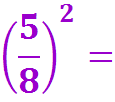 (5/8)² =